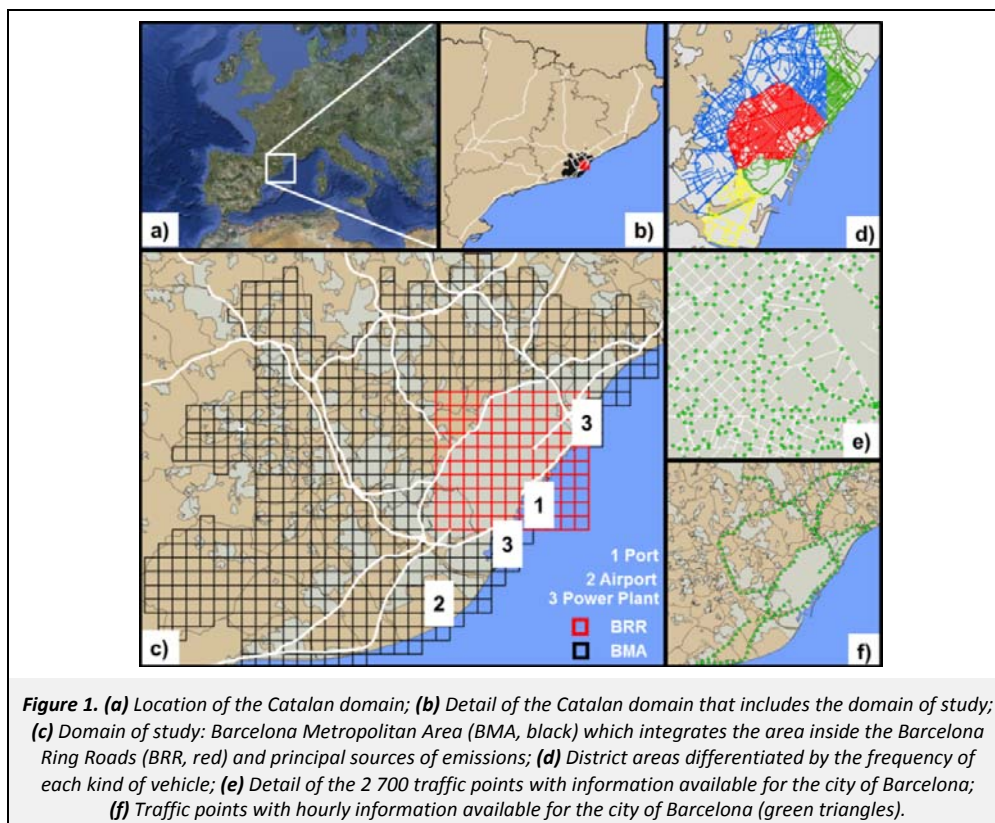 a)
b)
d)
3
1
3
2
1 Port
2 Airport
3 Power Plant
BRR
BMA
c)
e)
f)
Figure 1. (a) Location of the Catalan domain; (b) Detail of the Catalan domain that includes the domain of study;
(c) Domain of study: Barcelona Metropolitan Area (BMA, black) which integrates the area inside the Barcelona
Ring Roads (BRR, red) and principal sources of emissions; (d) District areas differentiated by the frequency of
each kind of vehicle; (e) Detail of the 2 700 traffic points with information available for the city of Barcelona;
(f) Traffic points with hourly information available for the city of Barcelona (green triangles).